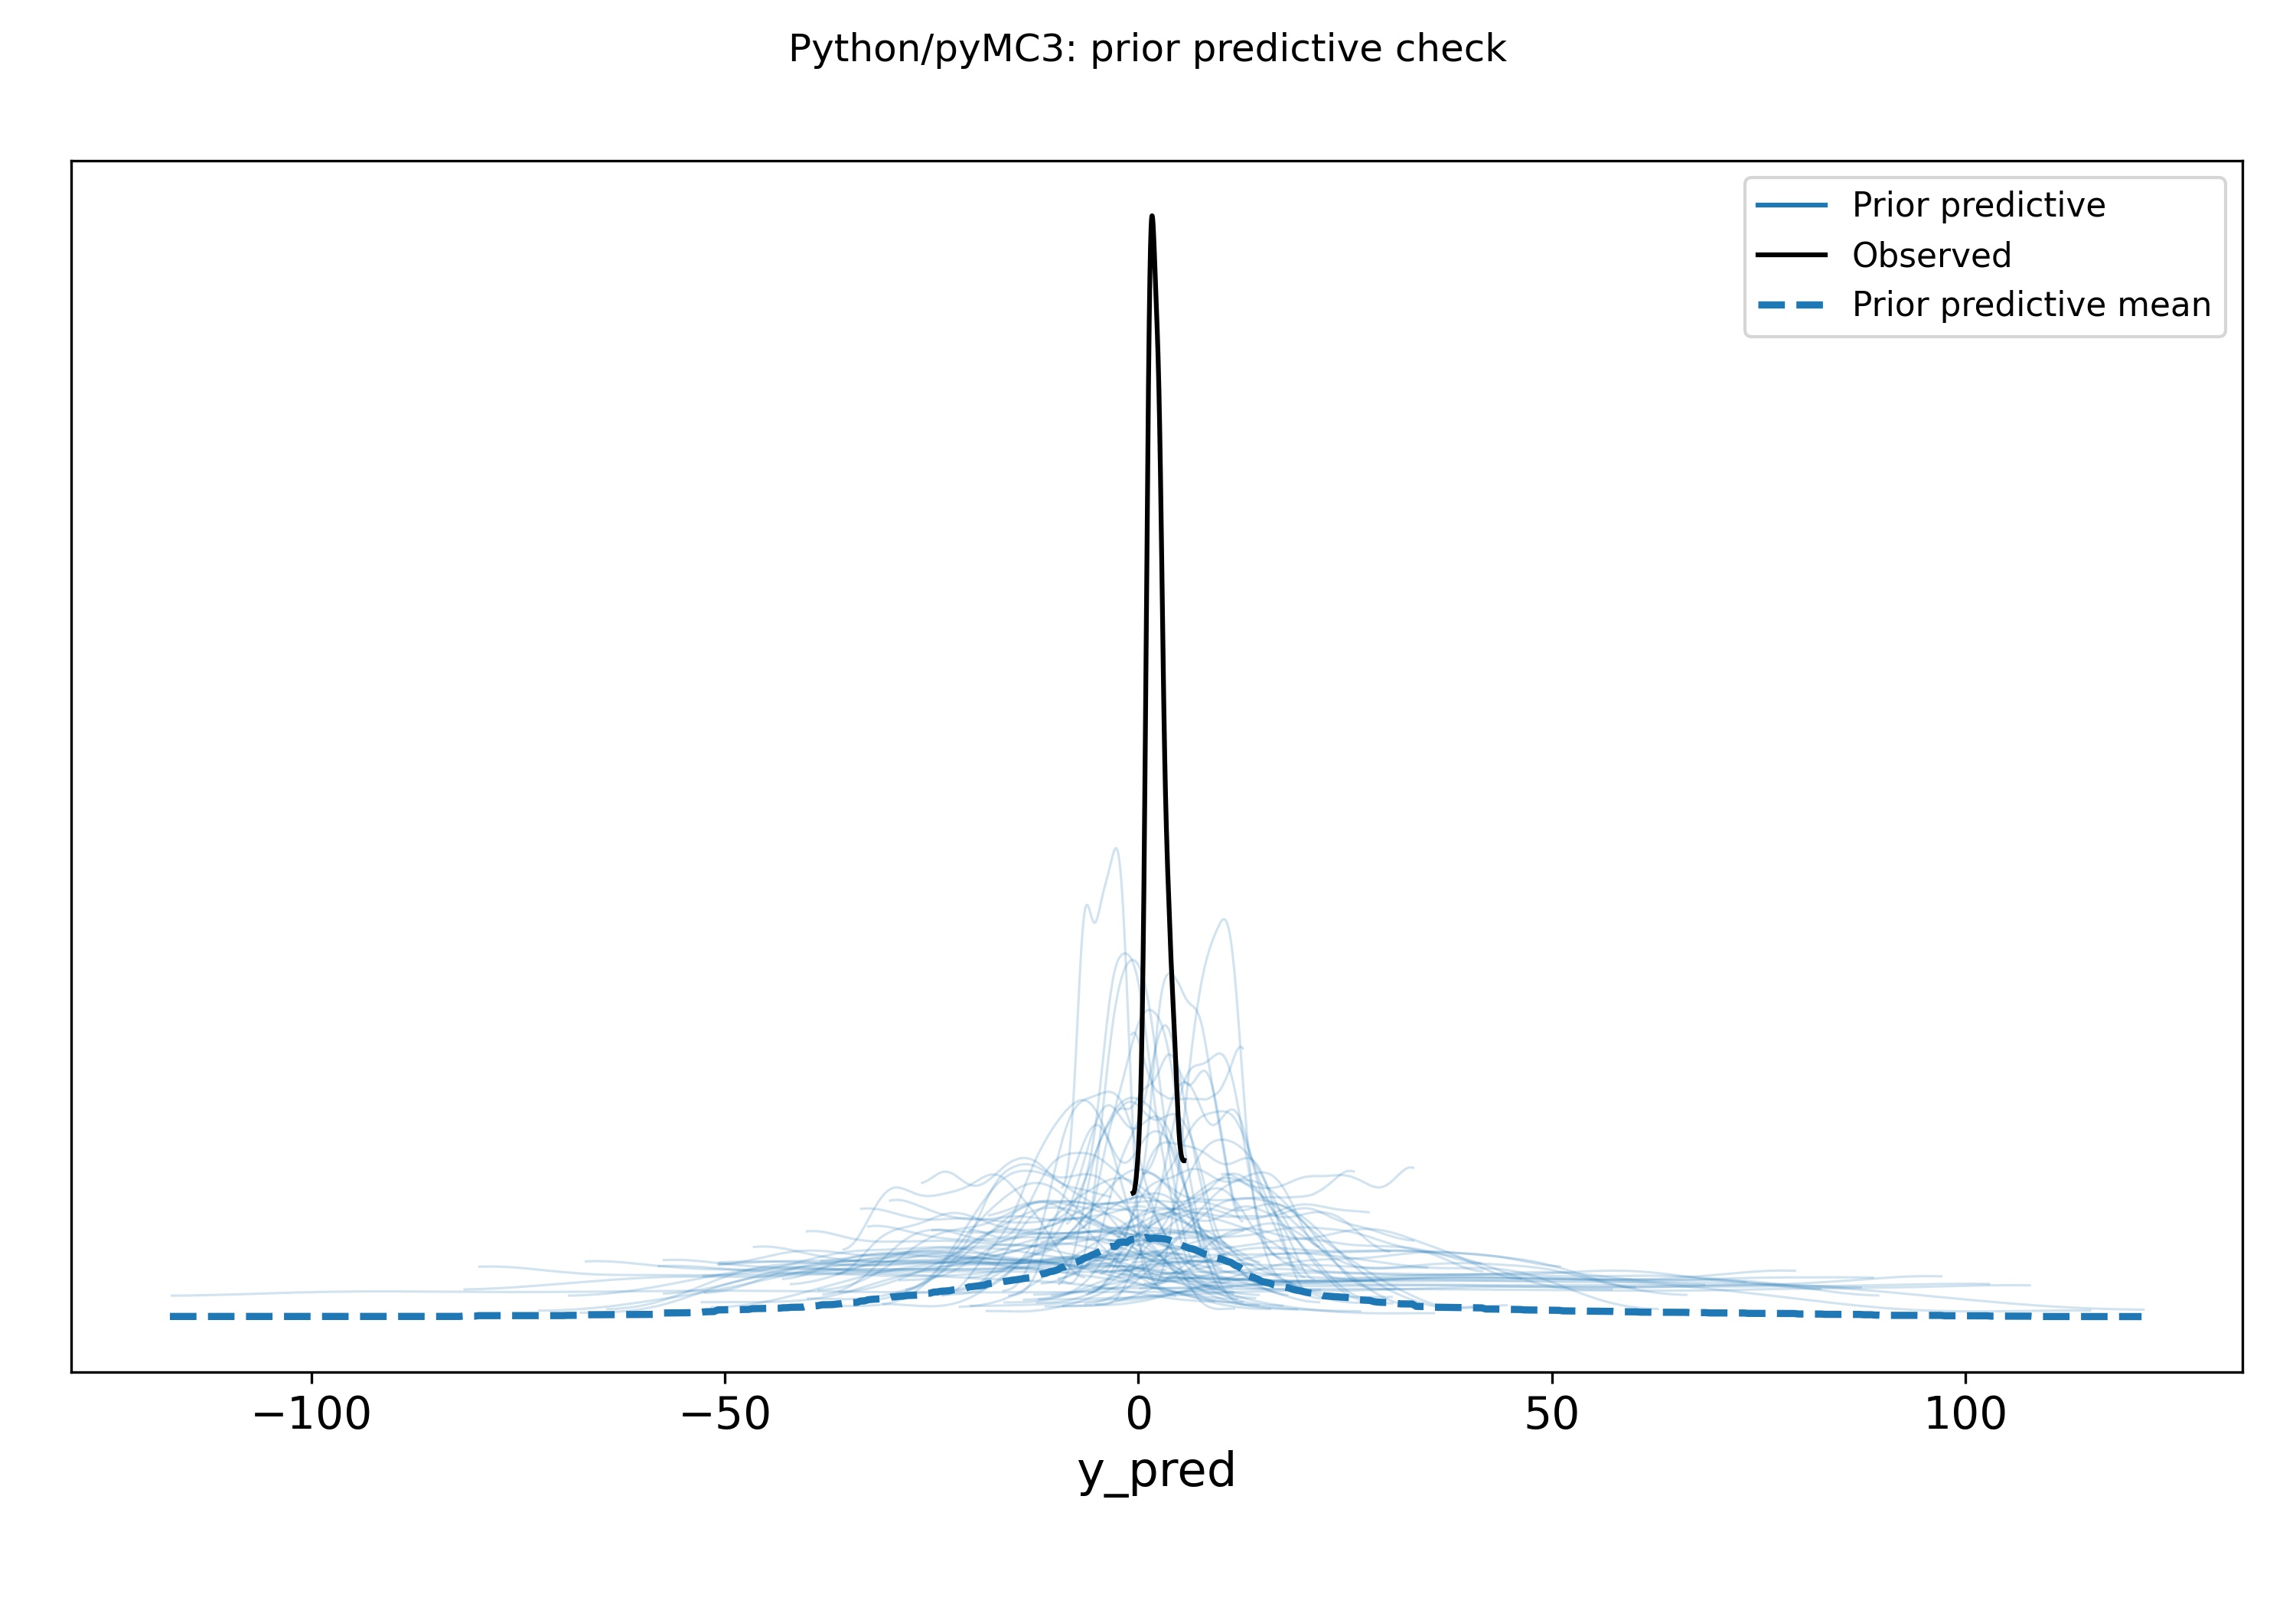 Python/pyMC3: prior predictive check
Prior predictive
Observed
Prior predictive mean
−100 −50 0 50 100
y_pred